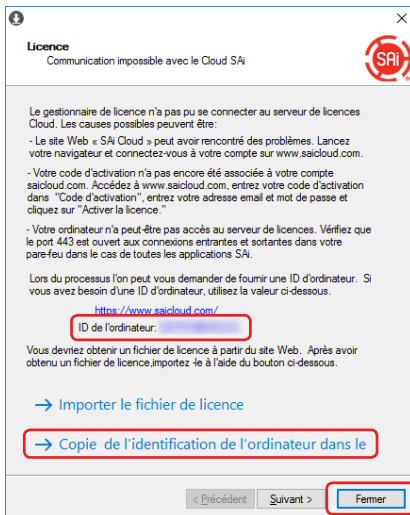 Licence
Communication impossible avec le Cloud SAi
SAi
Le gestionnaire de licence n'a pas pu se connecter au serveur de licences
Cloud. Les causes possibles peuvent être:
- Le site Web « SAi Cloud » peut avoir rencontré des problèmes. Lancez
votre navigateur et connectez-vous à votre compte sur www.saicloud.com.
- Votre code d'activation n'a pas encore été associée à votre compte
saicloud.com. Accédez à www.saicloud.com, entrez votre code d'activation
dans "Code d'activation", entrez votre adresse email et mot de passe et
cliquez sur "Activer la licence."
- Votre ordinateur n'a peut-être pas accès au serveur de licences. Vérifiez que
le port 443 est ouvert aux connexions entrantes et sortantes dans votre
pare-feu dans le cas de toutes les applications SAi.
Lors du processus l'on peut vous demander de fournir une ID d'ordinateur. Si
vous avez besoin d'une ID d'ordinateur, utilisez la valeur ci-dessous.
https://www.saicloud.com/
ID de l'ordinateur:
Vous devriez obtenir un fichier de licence à partir du site Web. Après avoir
obtenu un fichier de licence,importez -le à l'aide du bouton ci-dessous.
→ Importer le fichier de licence
→ Copie de l'identification de l'ordinateur dans le
< Précédent
Suivant >
Fermer